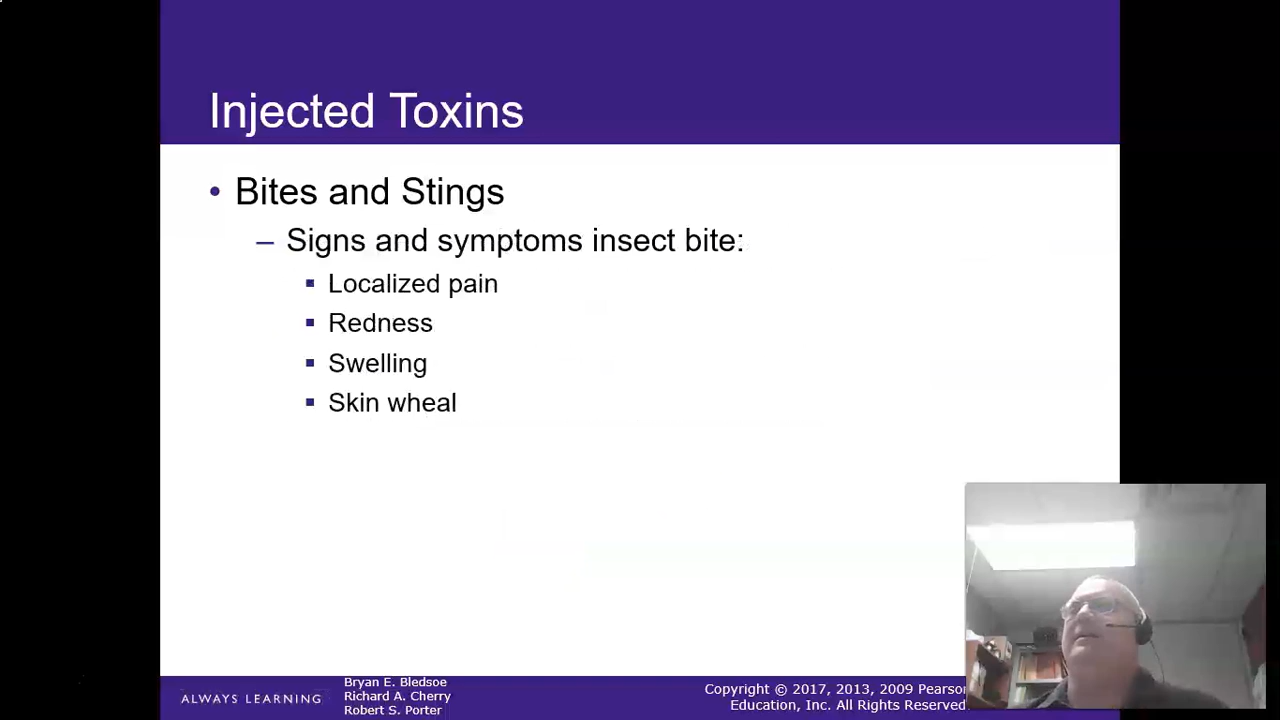 Injected Toxins
• Bites and Stings
– Signs and symptoms insect bite:
▪ Localized pain
▪ Redness
▪ Swelling
▪ Skin wheal
ALWAYS LEARNING
Bryan E. Bledsoe
Richard A. Cherry
Robert S. Porter
Copyright © 2017, 2013, 2009 Pearson
Education, Inc. All Rights Reserved